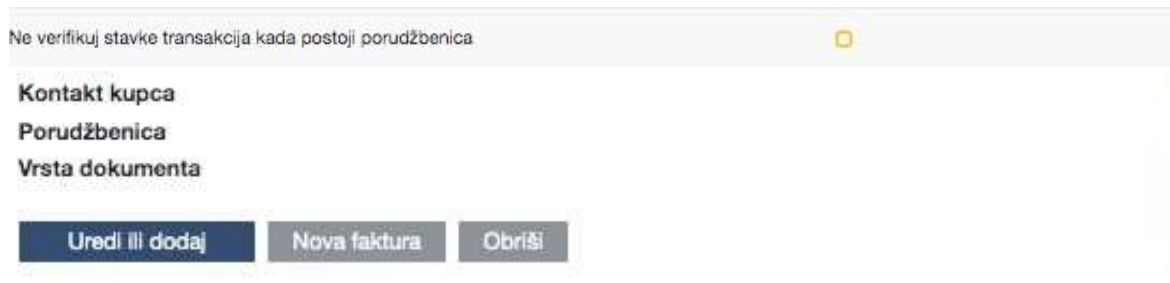 Ne verifikuj stavke transakcija kada postoji porudžbenica
Kontakt kupca
Porudžbenica
Vrsta dokumenta
Uredi ili dodaj Nova faktura Obriši